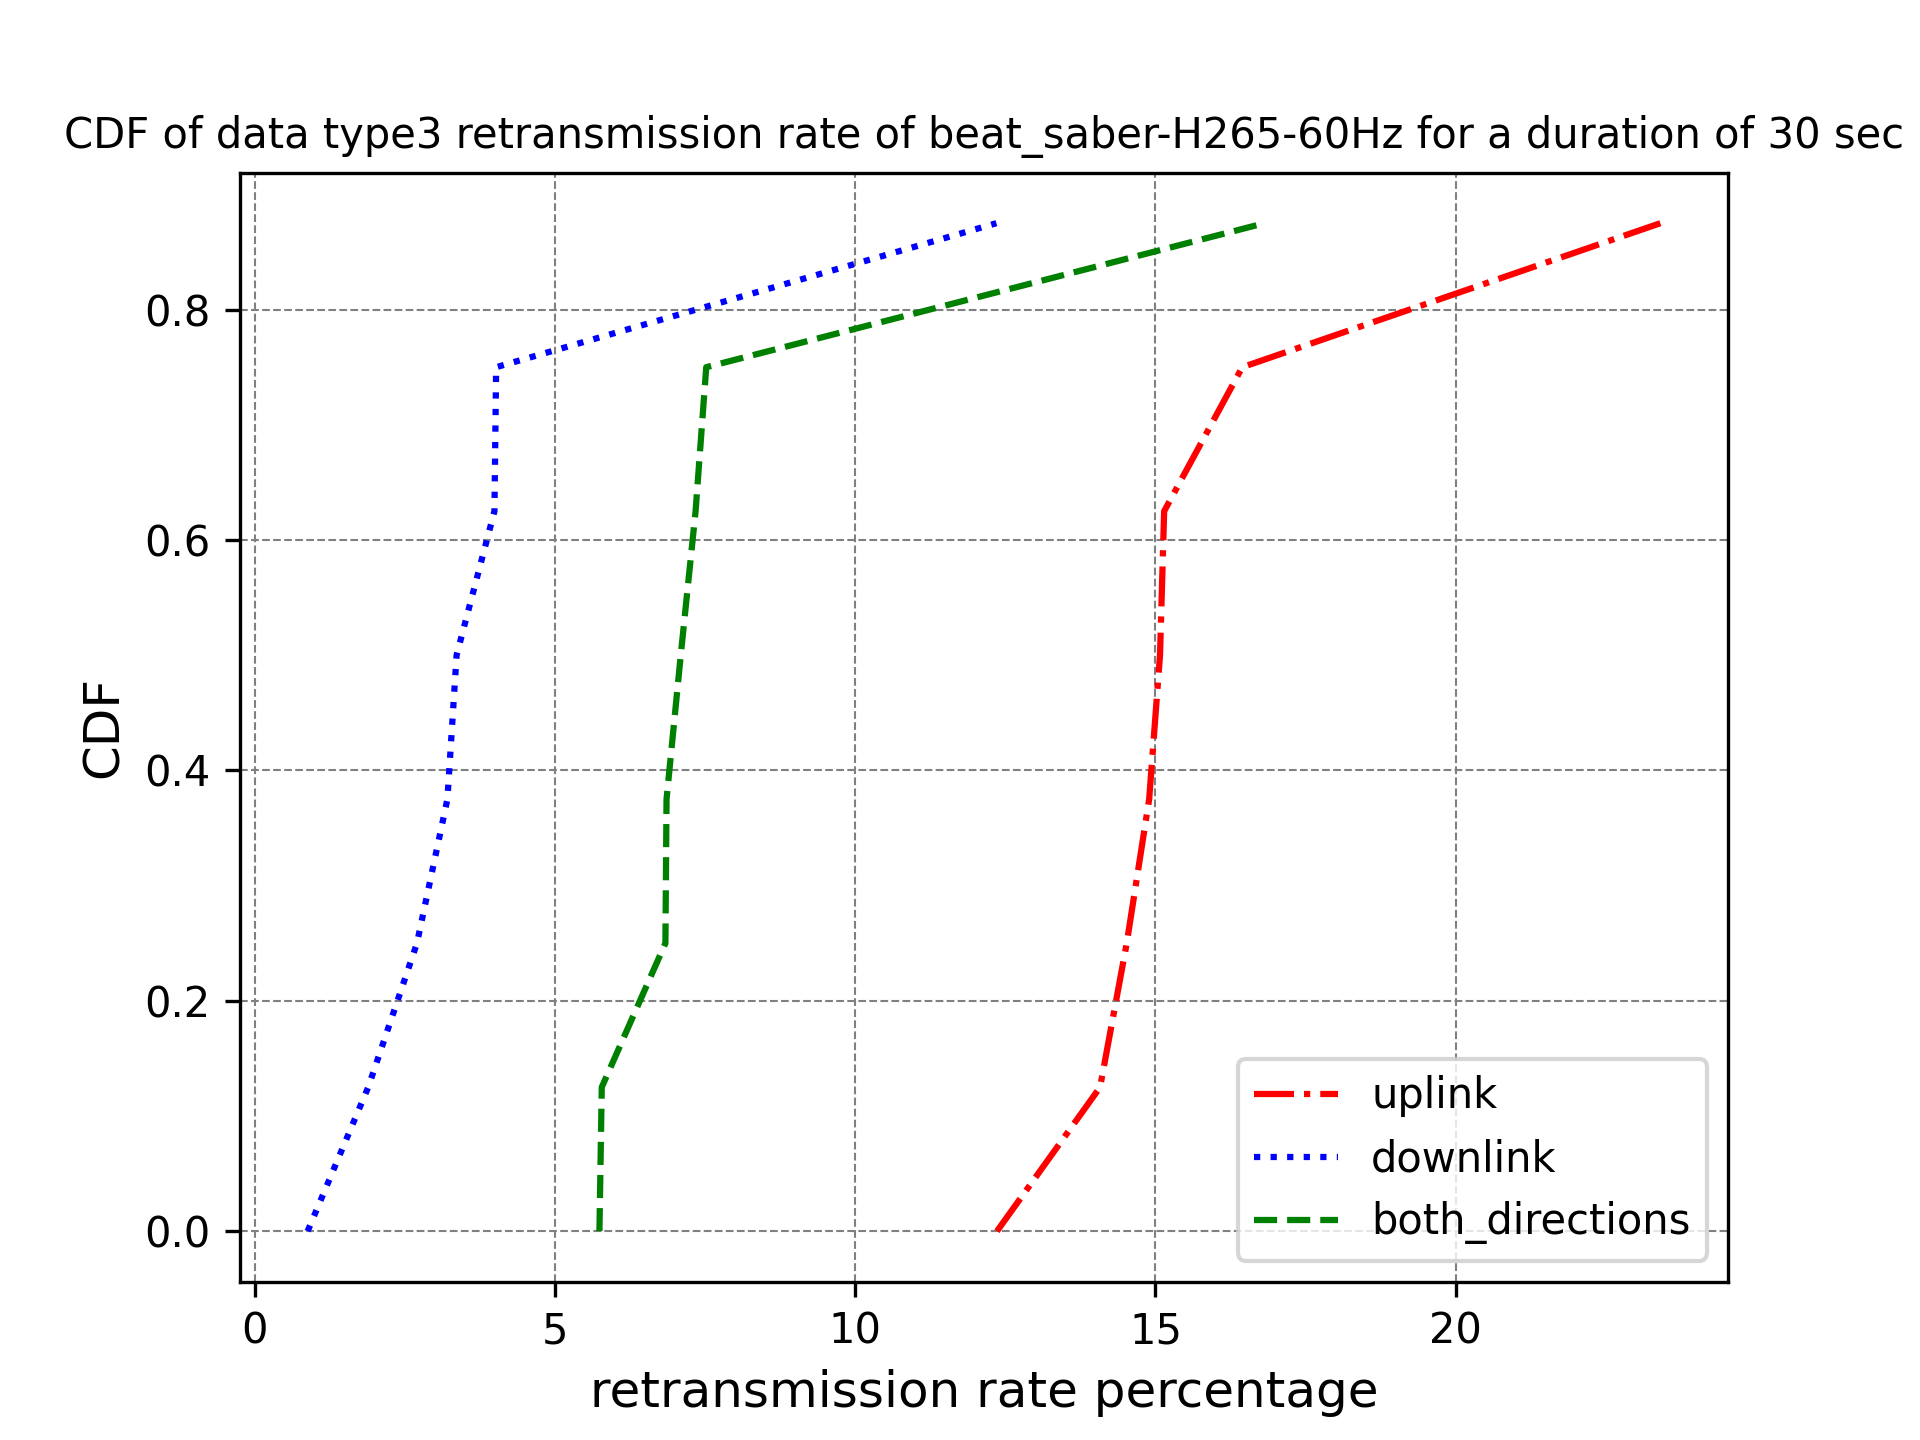 CDF of data type3 retransmission rate of beat_saber-H265-60Hz for a duration of 30 sec
CDF
0.8
0.6
0.4
0.2
0.0
0 5 10 15 20
retransmission rate percentage
uplink
downlink
both_directions